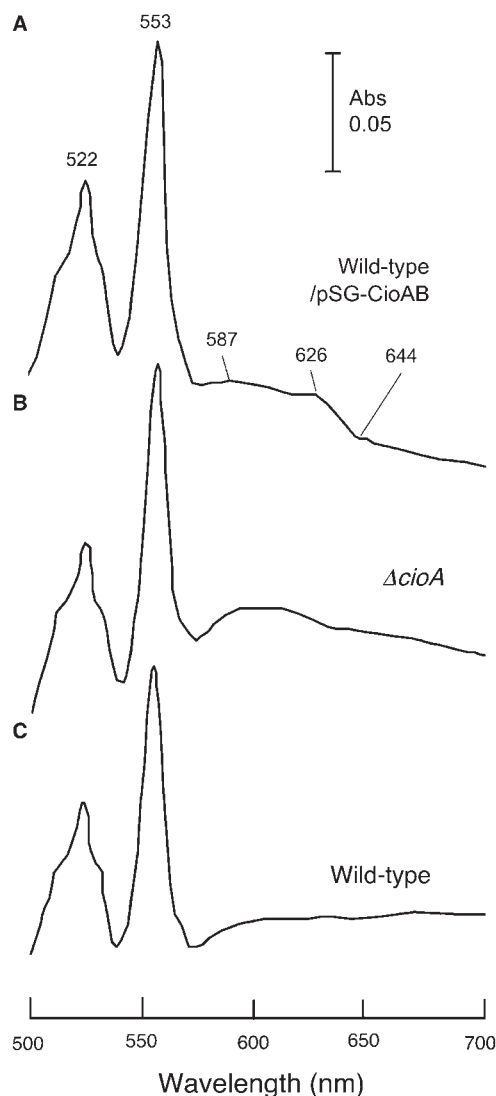 A
553
522
Abs
0.05
Wild-type
/pSG-CioAB
587
626
644
B
ΔcioA
C
Wild-type
500
550
600
650
700
Wavelength (nm)